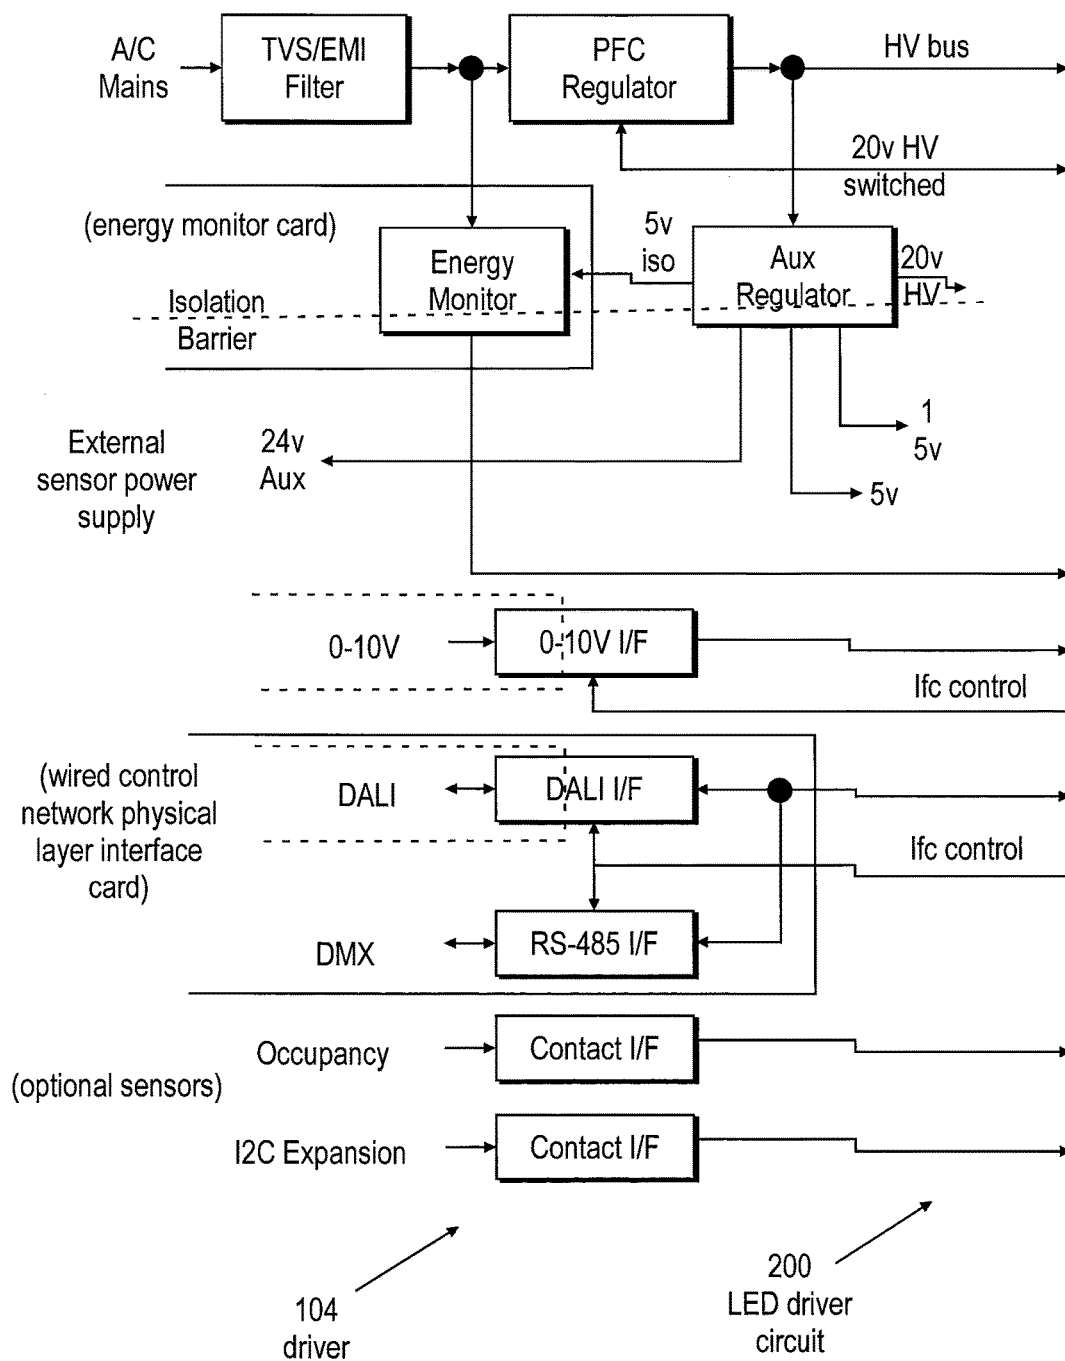 A/C
Mains
TVS/EMI
Filter
PFC
Regulator
HV bus
20v HV
switched
(energy monitor card)
Energy
Monitor
5v
iso
Aux
Regulator
20v
HV
Isolation
Barrier
1
5v
External
sensor power
supply
24v
Aux
5v
0-10V
0-10V I/F
Ifc control
(wired control
network physical
layer interface
card)
DALI
DALI I/F
Ifc control
DMX
RS-485 I/F
Occupancy
Contact I/F
(optional sensors)
I2C Expansion
Contact I/F
104
driver
200
LED driver
circuit